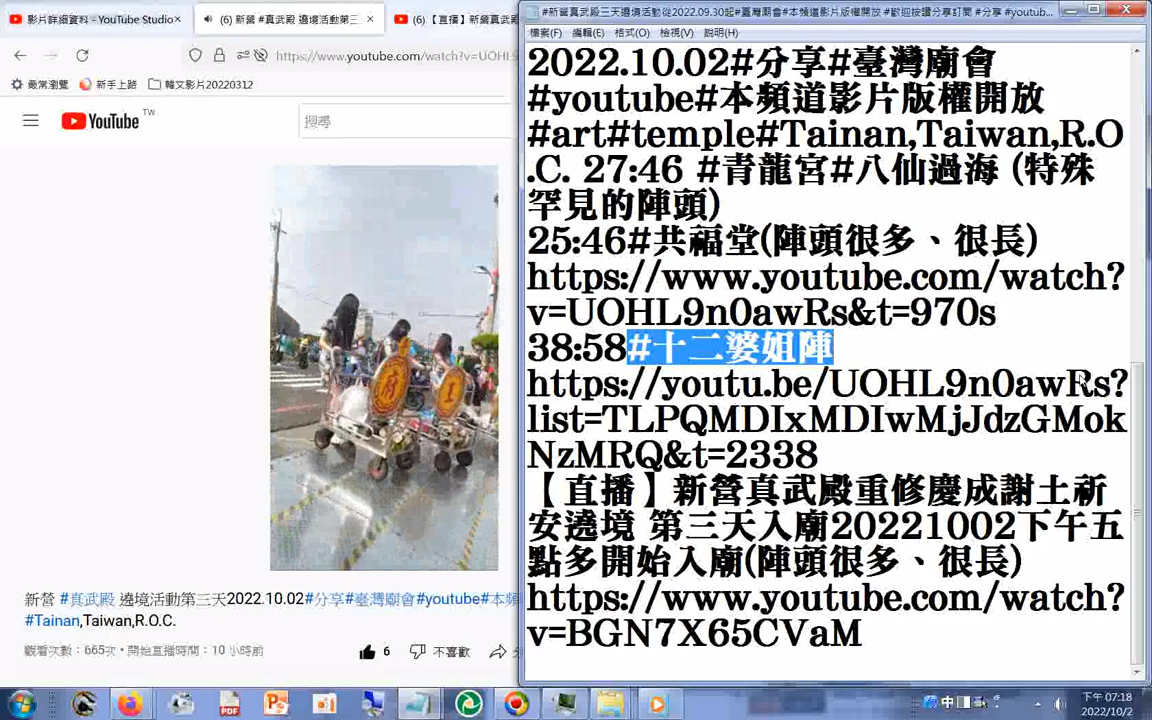 影片詳細資料 - YouTube Studio
(6) 新營 #真武殿 遶境活動第三
(6)【直播】新營真武
#新營真武殿三天遶境活動從2022.09.30起#臺灣廟會#本頻道影片版權開放 #歡迎按讚分享訂閱 #分享 #youtub...
檔案(F) 編輯(E) 格式(O) 檢視(V) 說明(H)
https://www.youtube.com/watch?v=UOHL9
最常瀏覽
新手上路
翰文影片20220312
YouTube TW
搜尋
新營 #真武殿 遶境活動第三天2022.10.02#分享#臺灣廟會#youtube#本頻
#Tainan,Taiwan,R.O.C.
觀看次數：665次 • 開始直播時間：10 小時前
6
不喜歡
2022.10.02#分享#臺灣廟會
#youtube#本頻道影片版權開放
#art#temple#Tainan,Taiwan,R.O
.C. 27:46 #青龍宮#八仙過海 (特殊
罕見的陣頭)
25:46#共福堂(陣頭很多、很長)
https://www.youtube.com/watch?
v=UOHL9n0awRs&t=970s
38:58#十二婆姐陣
https://youtu.be/UOHL9n0awRs?
list=TLPQMDIxMDIwMjJdzGMok
NzMRQ&t=2338
【直播】新營真武殿重修慶成謝土祈
安遶境 第三天入廟20221002下午五
點多開始入廟(陣頭很多、很長)
https://www.youtube.com/watch?
v=BGN7X65CVaM
中
下午 07:18
2022/10/2